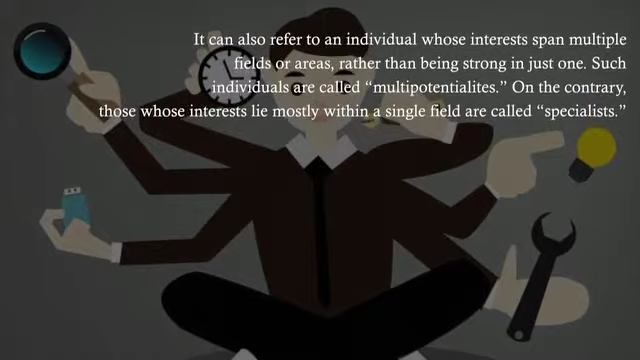 It can also refer to an individual whose interests span multiple
fields or areas, rather than being strong in just one. Such
individuals are called “multipotentialites.” On the contrary,
those whose interests lie mostly within a single field are called “specialists.”